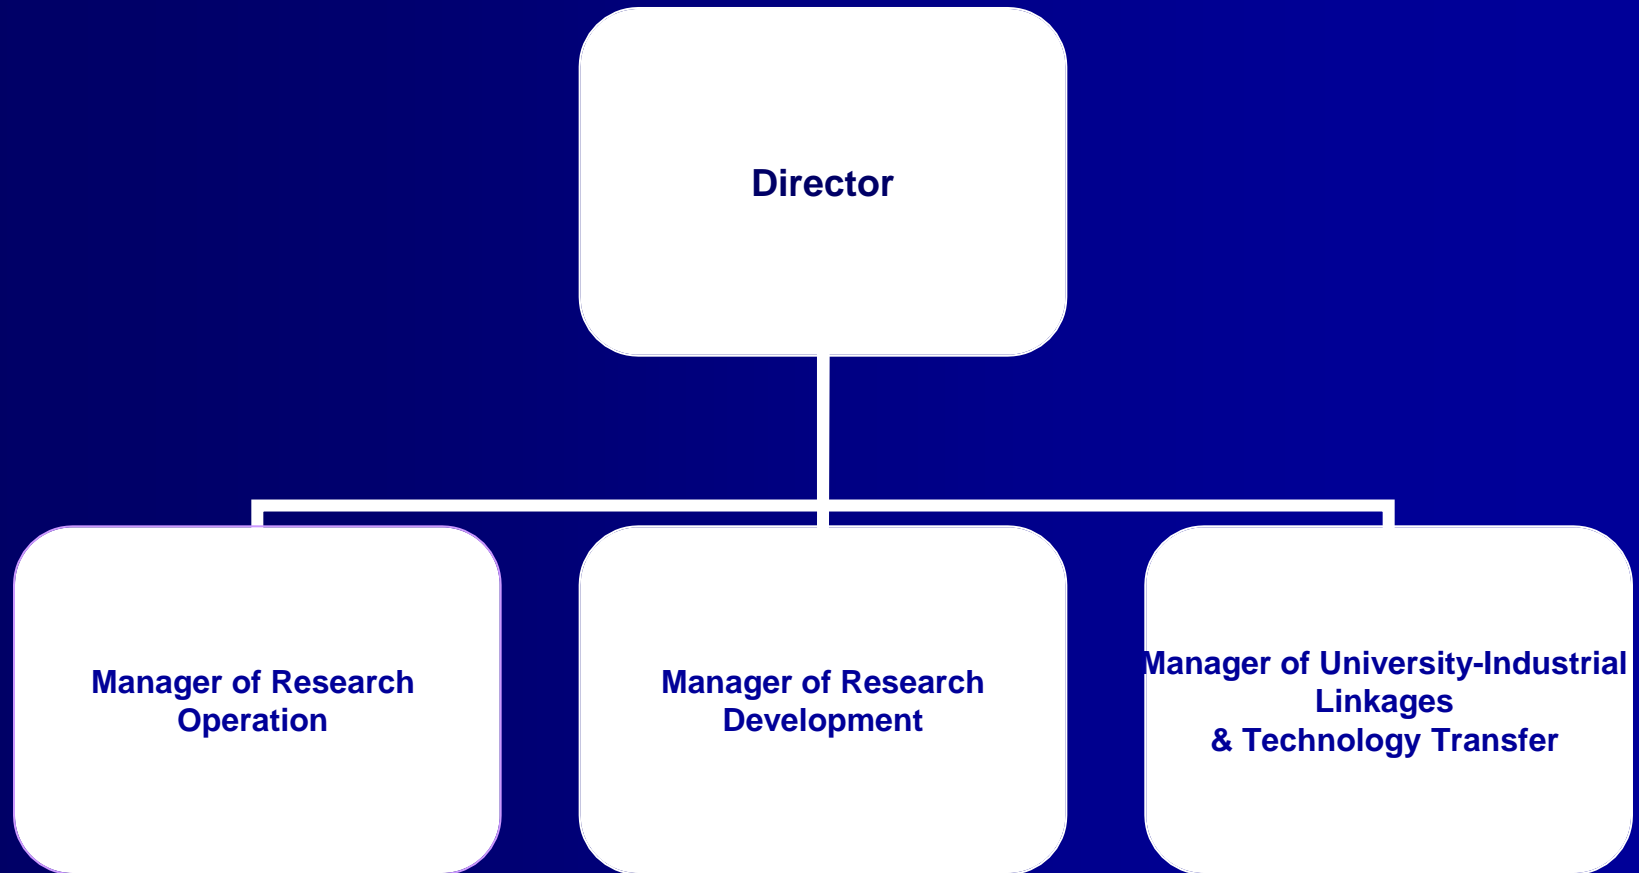 Director
Manager of Research
Operation
Manager of Research
Development
Manager of University-Industrial
Linkages
& Technology Transfer